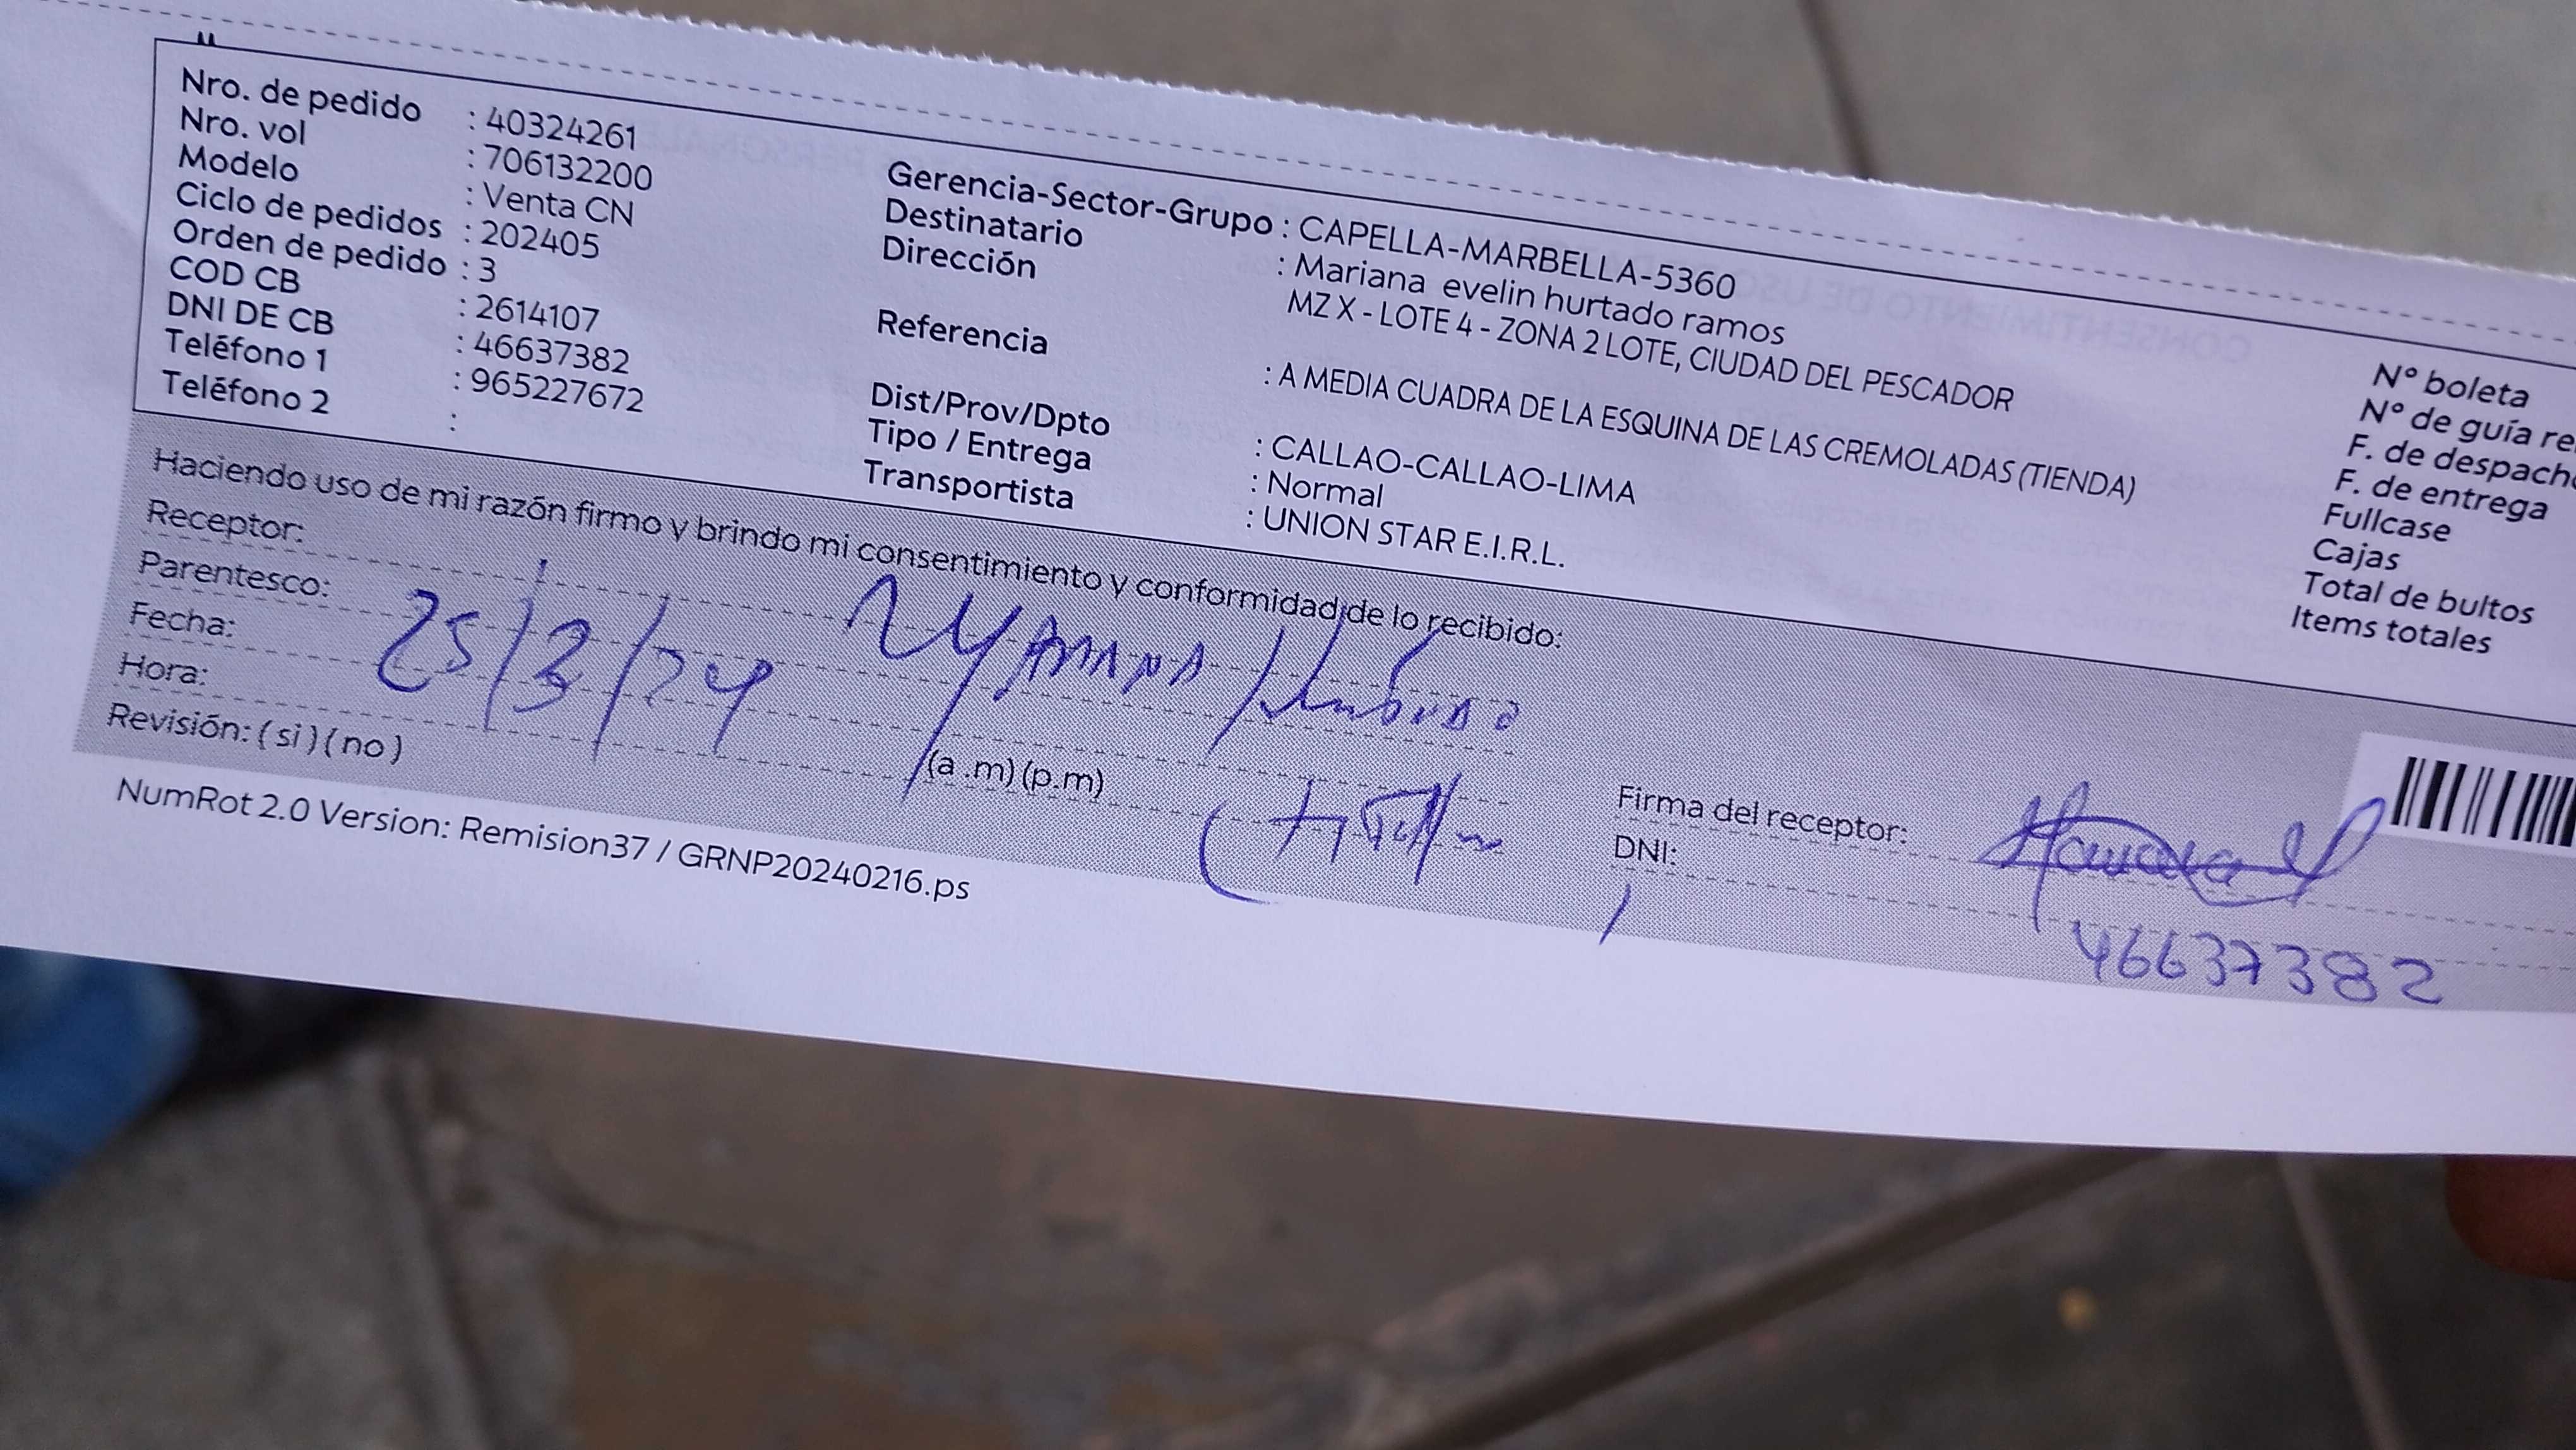 Nro. de pedido : 40324261
Nro. vol : 706132200
Modelo : Venta CN
Ciclo de pedidos : 202405
Orden de pedido : 3
COD CB : 2614107
DNI DE CB : 46637382
Teléfono 1 : 965227672
Teléfono 2 :
Gerencia-Sector-Grupo : CAPELLA-MARBELLA-5360
Destinatario : Mariana evelin hurtado ramos
Dirección MZ X - LOTE 4 - ZONA 2 LOTE, CIUDAD DEL PESCADOR
Referencia : A MEDIA CUADRA DE LA ESQUINA DE LAS CREMOLADAS (TIENDA)
Dist/Prov/Dpto : CALLAO-CALLAO-LIMA
Tipo / Entrega : Normal
Transportista : UNION STAR E.I.R.L.
N° boleta
N° de guía re
F. de despacho
F. de entrega
Fullcase
Cajas
Total de bultos
Items totales
Haciendo uso de mi razón firmo y brindo mi consentimiento y conformidad de lo recibido:
Receptor:
Parentesco:
Fecha: 25/3/24
Hora: (a .m) (p.m)
Revisión: ( si ) ( no )
Firma del receptor:
DNI: 46637382
NumRot 2.0 Version: Remision37 / GRNP20240216.ps